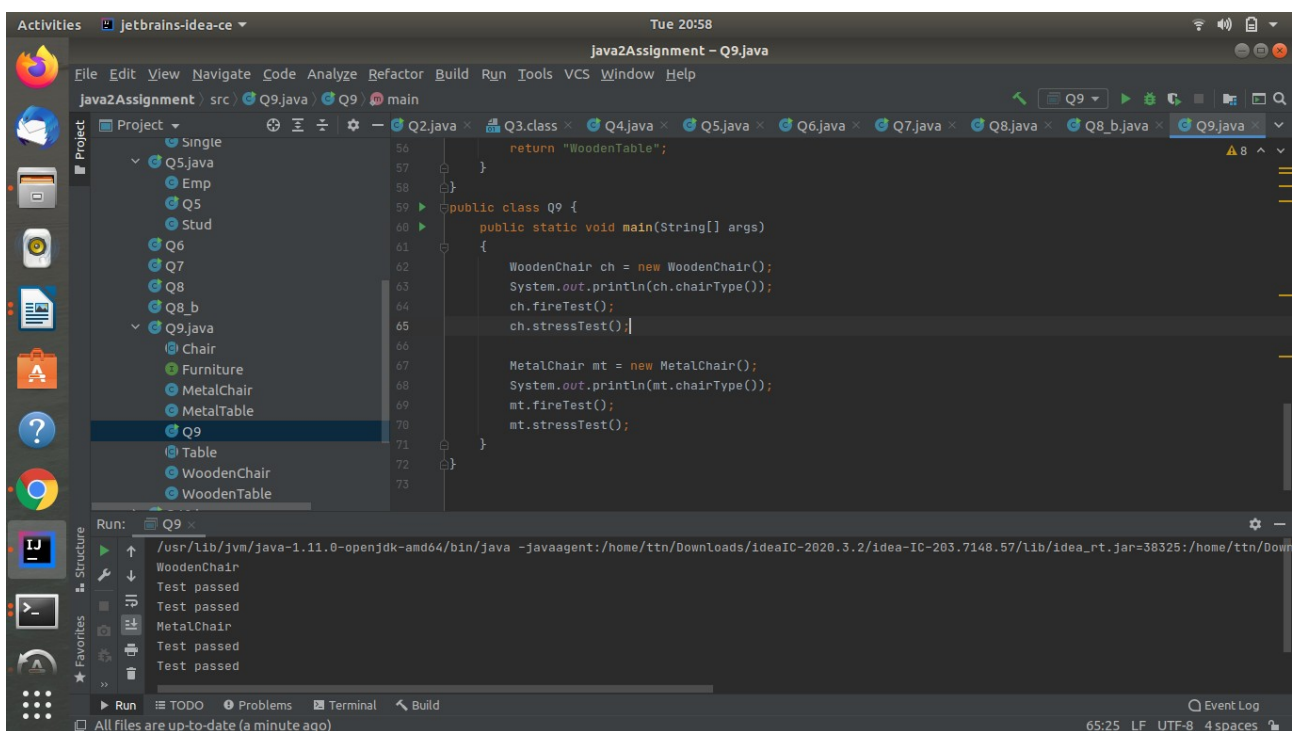 Activities jetbrains-idea-ce Tue 20:58
java2Assignment – Q9.java
File Edit View Navigate Code Analyze Refactor Build Run Tools VCS Window Help
java2Assignment src Q9.java Q9 main Q9
Project Q2.java Q3.class Q4.java Q5.java Q6.java Q7.java Q8.java Q8_b.java Q9.java
Project
Single
Q5.java
Emp
Q5
Stud
Q6
Q7
Q8
Q8_b
Q9.java
Chair
Furniture
MetalChair
MetalTable
Q9
Table
WoodenChair
WoodenTable
8
56 return "WoodenTable";
57 }
58 }
59 public class Q9 {
60 public static void main(String[] args)
61 {
62 WoodenChair ch = new WoodenChair();
63 System.out.println(ch.chairType());
64 ch.fireTest();
65 ch.stressTest();
66
67 MetalChair mt = new MetalChair();
68 System.out.println(mt.chairType());
69 mt.fireTest();
70 mt.stressTest();
71 }
72 }
73
Run: Q9
Structure
Favorites
/usr/lib/jvm/java-1.11.0-openjdk-amd64/bin/java -javaagent:/home/ttn/Downloads/ideaIC-2020.3.2/idea-IC-203.7148.57/lib/idea_rt.jar=38325:/home/ttn/Down
WoodenChair
Test passed
Test passed
MetalChair
Test passed
Test passed
Run TODO Problems Terminal Build Event Log
All files are up-to-date (a minute ago) 65:25 LF UTF-8 4 spaces